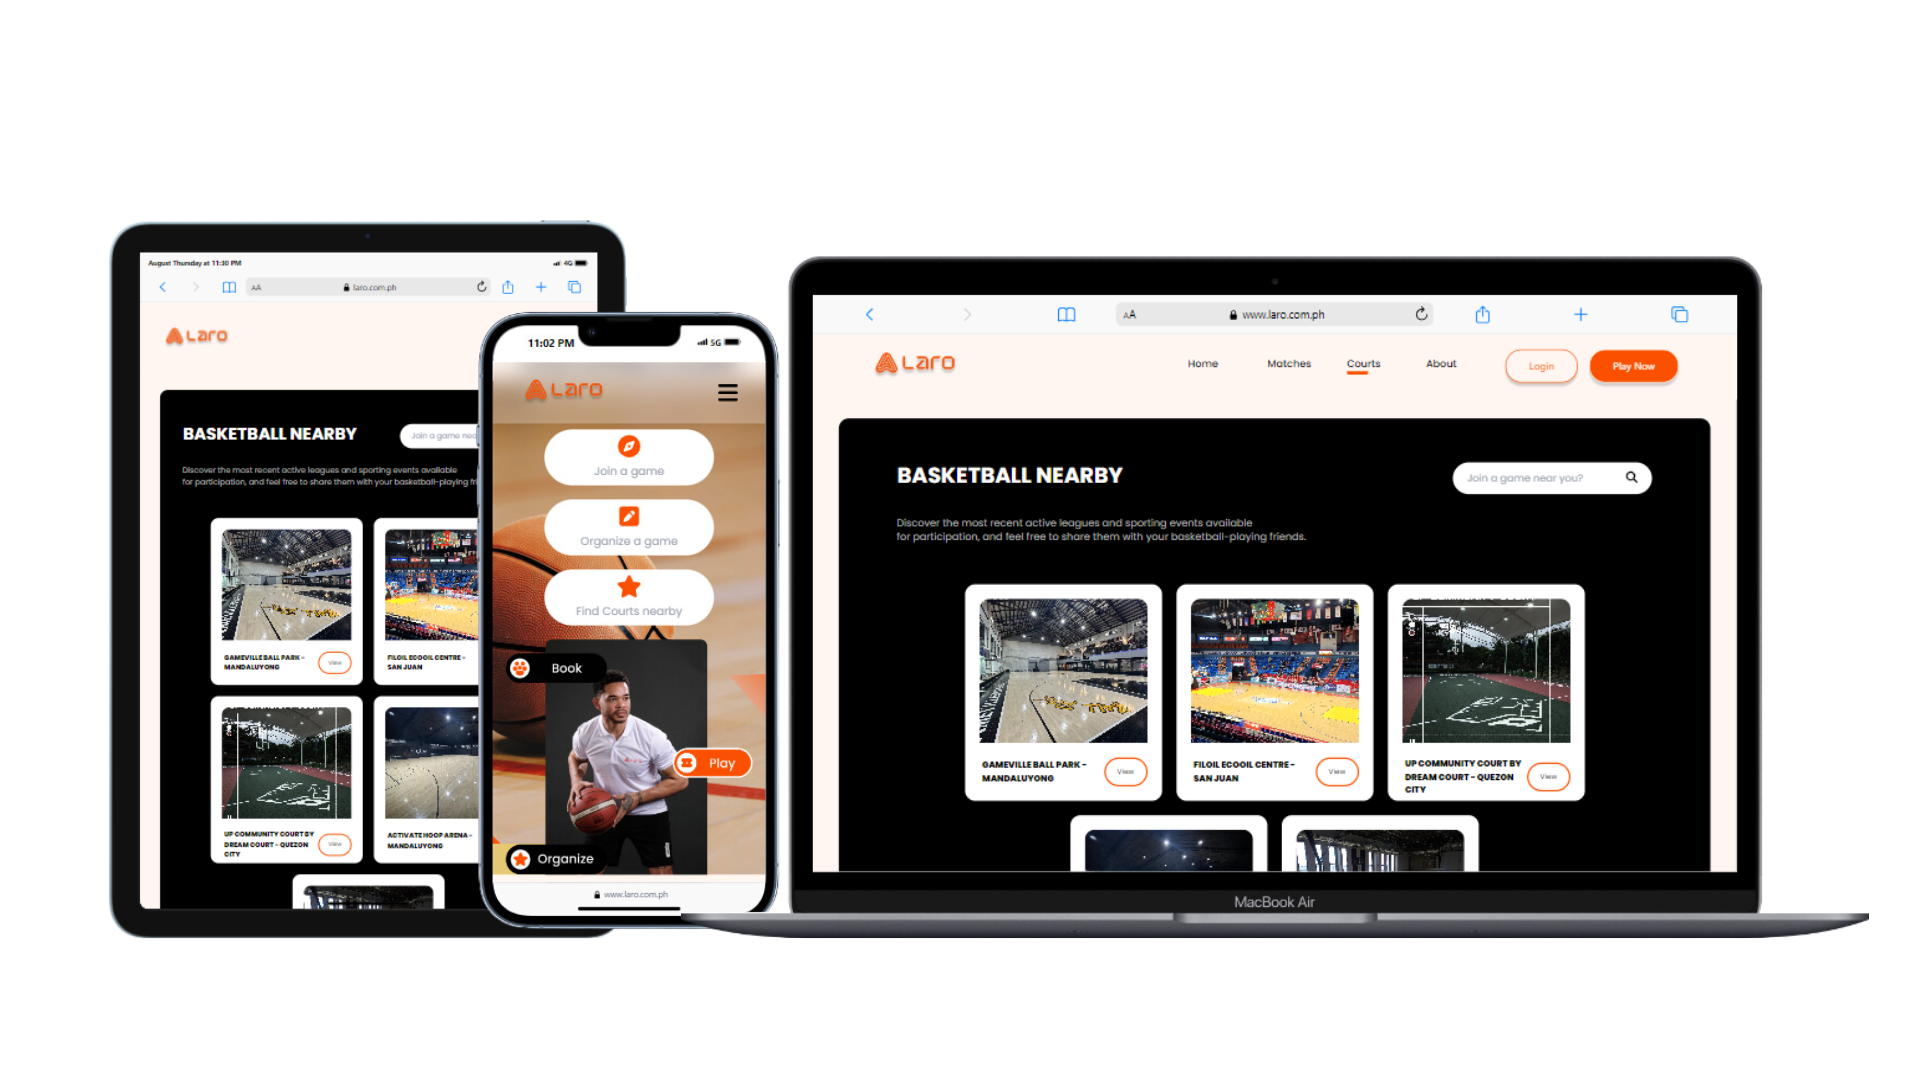 August Thursday at 11:30 PM
4G
AA
laro.com.ph
Laro
BASKETBALL NEARBY
Join a game nea
Discover the most recent active leagues and sporting events available
for participation, and feel free to share them with your basketball-playing fri
GAMEVILLE BALL PARK -
MANDALUYONG
View
FILOIL ECOOIL CENTRE -
SAN JUAN
UP COMMUNITY COURT BY
DREAM COURT - QUEZON
CITY
View
ACTIVATE HOOP ARENA -
MANDALUYONG
11:02 PM
5G
Laro
Join a game
Organize a game
Find Courts nearby
Book
Play
Organize
www.laro.com.ph
AA
www.laro.com.ph
Laro
Home
Matches
Courts
About
Login
Play Now
BASKETBALL NEARBY
Join a game near you?
Discover the most recent active leagues and sporting events available
for participation, and feel free to share them with your basketball-playing friends.
GAMEVILLE BALL PARK -
MANDALUYONG
View
FILOIL ECOOIL CENTRE -
SAN JUAN
View
UP COMMUNITY COURT BY
DREAM COURT - QUEZON
CITY
View
MacBook Air